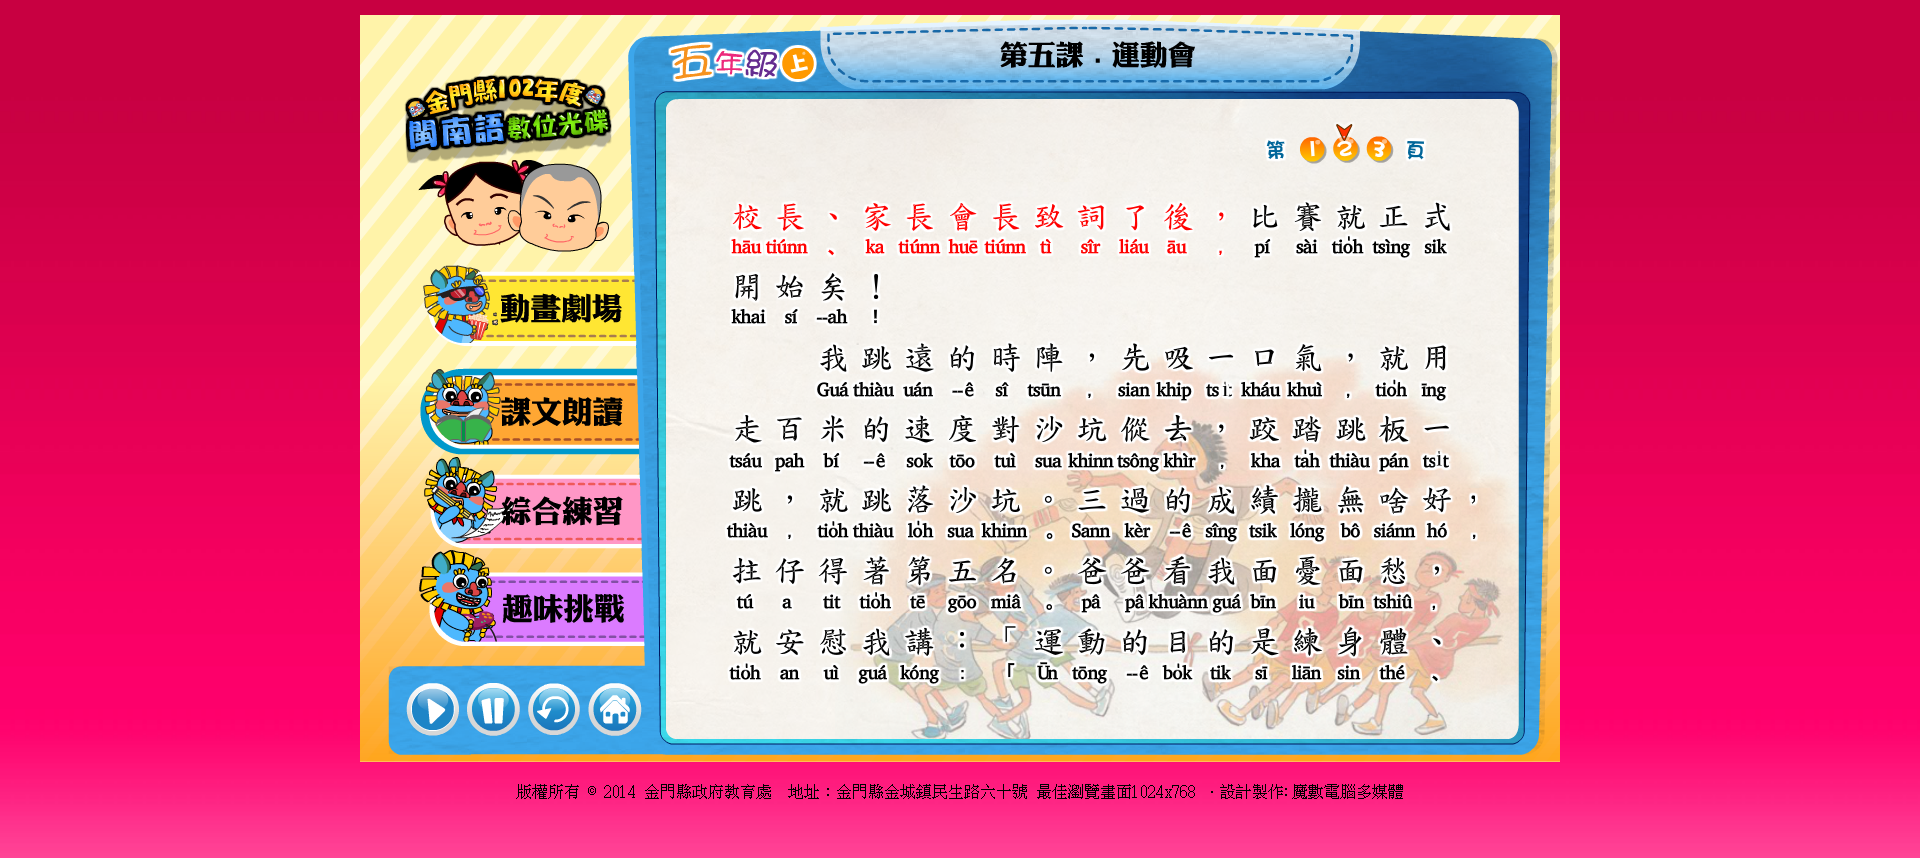 五年級上
第五課．運動會
金門縣102年度
閩南語數位光碟
第 1 2 3 頁
校長、家長會長致詞了後，比賽就正式
hāu tiúnn 、 ka tiúnn huē tiúnn tì sîr liáu āu ， pí sài tio̍h tsìng sik
開始矣！
khai sí --ah ！
我跳遠的時陣，先吸一口氣，就用
Guá thiàu uán --ê sî tsūn ， sian khip tsi̍t kháu khuì ， tio̍h īng
走百米的速度對沙坑傱去，跤踏跳板一
tsáu pah bí --ê sok tōo tuì sua khinn tsông khìr ， kha ta̍h thiàu pán tsi̍t
跳，就跳落沙坑。三過的成績攏無啥好，
thiàu ， tio̍h thiàu lo̍h sua khinn 。 Sann kèr --ê sîng tsik lóng bô siánn hó ，
拄仔得著第五名。爸爸看我面憂面愁，
tú a tit tio̍h tē gōo miâ 。 pâ pâ khuànn guá bīn iu bīn tshiû ，
就安慰我講：「運動的目的是練身體、
tio̍h an uì guá kóng ： 「 Ūn tōng --ê bo̍k tik sī liān sin thé 、
動畫劇場
課文朗讀
綜合練習
趣味挑戰
版權所有 © 2014 金門縣政府教育處 地址：金門縣金城鎮民生路六十號 最佳瀏覽畫面1024x768 ．設計製作: 魔數電腦多媒體